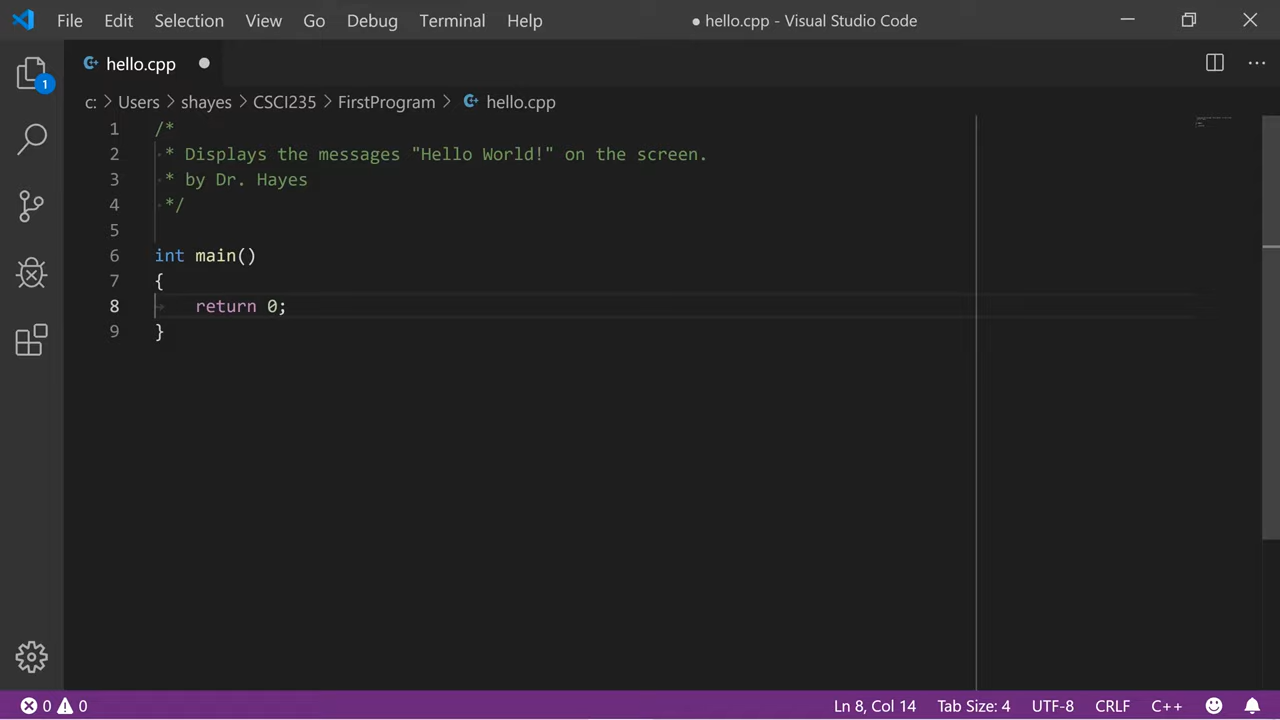 File Edit Selection View Go Debug Terminal Help ● hello.cpp - Visual Studio Code
hello.cpp
1
c: > Users > shayes > CSCI235 > FirstProgram > hello.cpp
1 /*
2 * Displays the messages "Hello World!" on the screen.
3 * by Dr. Hayes
4 */
5
6 int main()
7 {
8 return 0;
9 }
0 0 Ln 8, Col 14 Tab Size: 4 UTF-8 CRLF C++